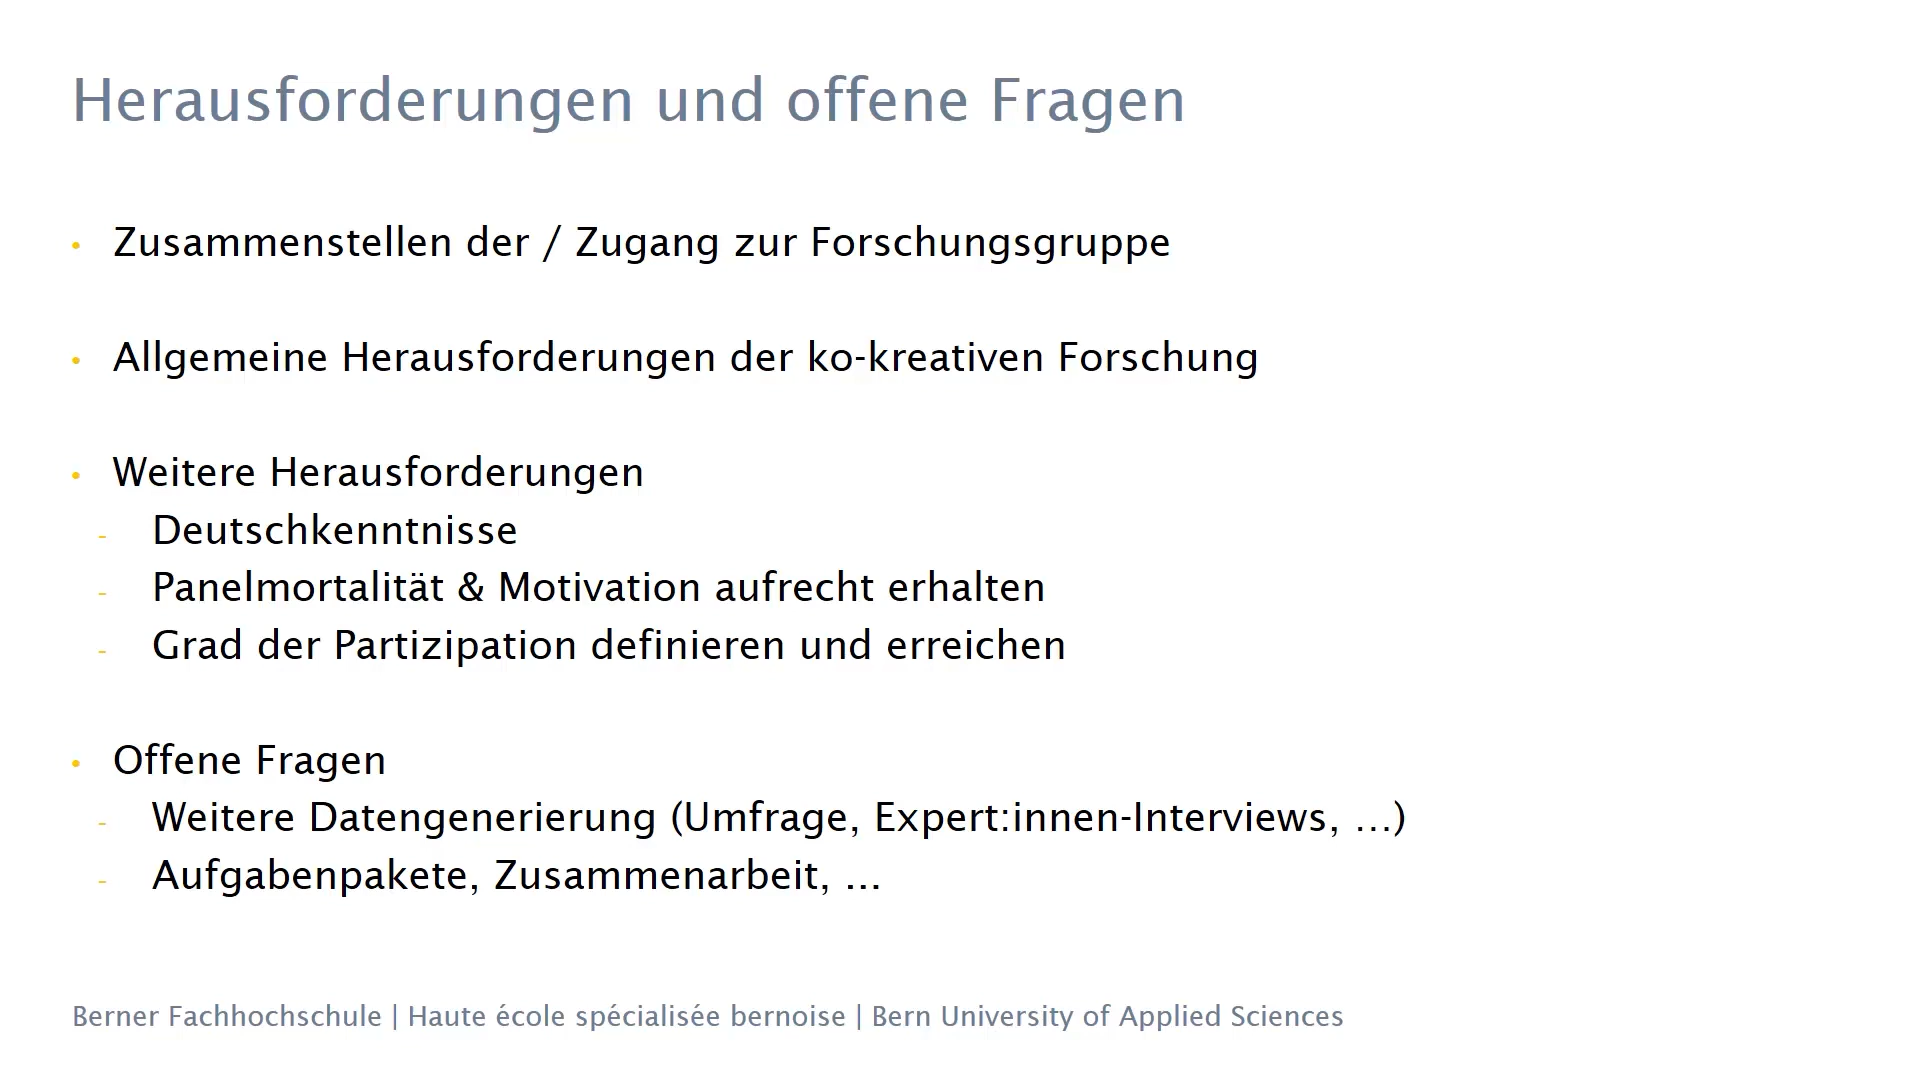 Herausforderungen und offene Fragen
• Zusammenstellen der / Zugang zur Forschungsgruppe
• Allgemeine Herausforderungen der ko-kreativen Forschung
• Weitere Herausforderungen
- Deutschkenntnisse
- Panelmortalität & Motivation aufrecht erhalten
- Grad der Partizipation definieren und erreichen
• Offene Fragen
- Weitere Datengenerierung (Umfrage, Expert:innen-Interviews, …)
- Aufgabenpakete, Zusammenarbeit, …
Berner Fachhochschule | Haute école spécialisée bernoise | Bern University of Applied Sciences